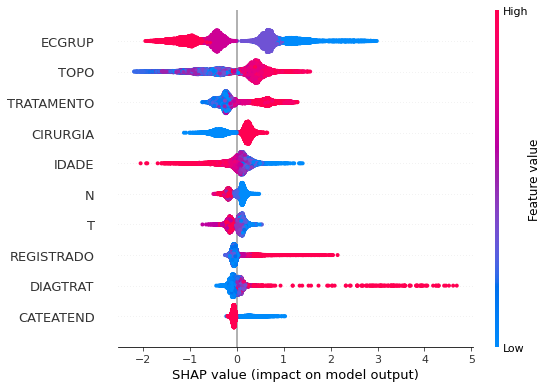 High
ECGRUP
TOPO
TRATAMENTO
CIRURGIA
IDADE
N
T
REGISTRADO
DIAGTRAT
CATEATEND
Feature value
Low
−2 −1 0 1 2 3 4 5
SHAP value (impact on model output)